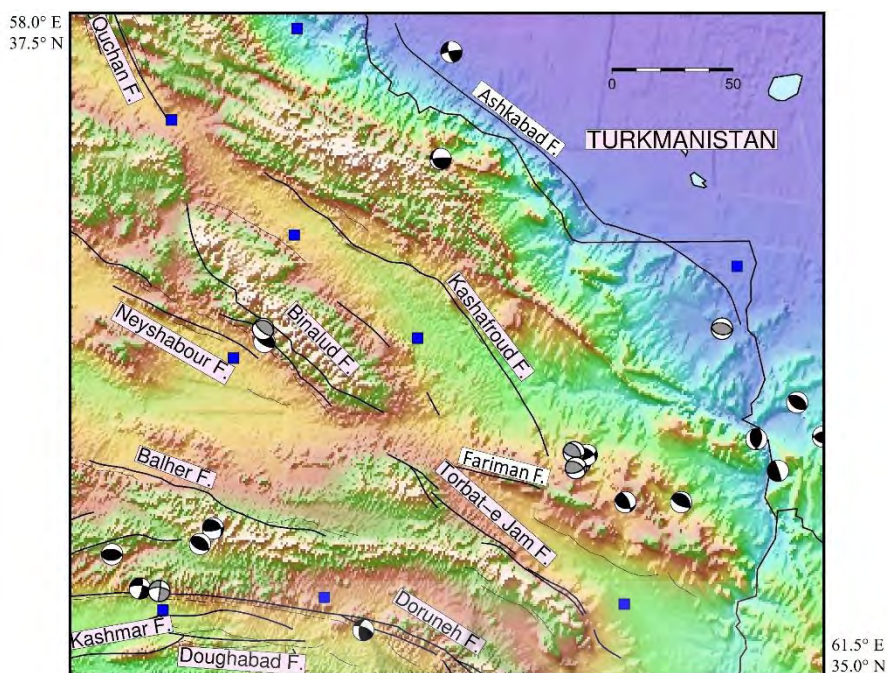 58.0° E
37.5° N
Quchan F.
Ashkabad F.
0 50
TURKMANISTAN
Kashafroud F.
Binalud F.
Neyshabour F.
Fariman F.
Balher F.
Torbat-e Jam F.
Doruneh F.
Kashmar F.
Doughabad F.
61.5° E
35.0° N